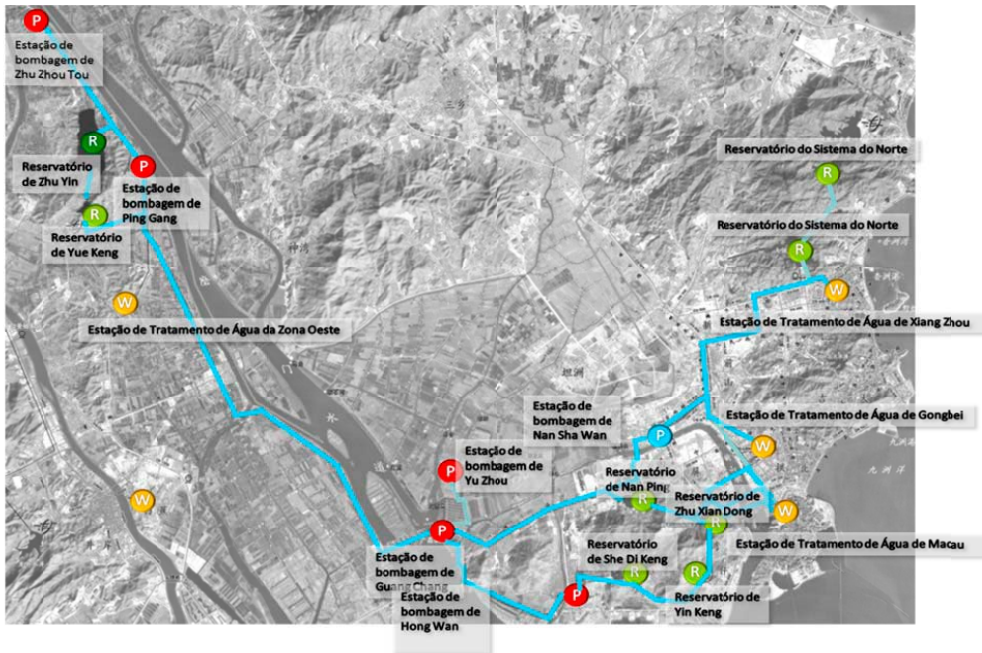 P
Estação de
bombagem de
Zhu Zhou Tou
R
Reservatório
de Zhu Yin
P
Estação de
bombagem de
Ping Gang
R
Reservatório
de Yue Keng
W
Estação de Tratamento de Água da Zona Oeste
W
Reservatório do Sistema do Norte
R
Reservatório do Sistema do Norte
R
W
Estação de Tratamento de Água de Xiang Zhou
Estação de
bombagem de
Nan Sha Wan
P
Estação de Tratamento de Água de Gongbei
W
P
Estação de
bombagem de
Yu Zhou
Reservatório
de Nan Ping
R
Reservatório de
Zhu Xian Dong
R
W
Estação de Tratamento de Água de Macau
P
Estação de
bombagem de
Guang Chang
Estação de
bombagem de
Hong Wan
P
Reservatório
de She Di Keng
R
R
Reservatório de
Yin Keng